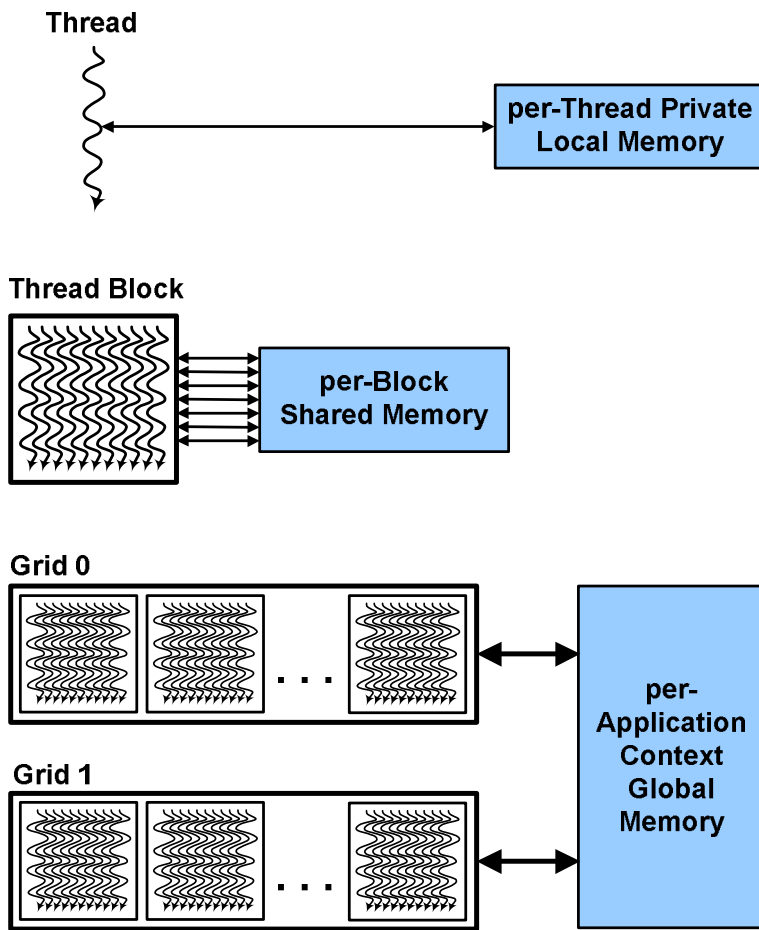 Thread
per-Thread Private
Local Memory
Thread Block
per-Block
Shared Memory
Grid 0
. . .
per-
Application
Context
Global
Memory
Grid 1
. . .